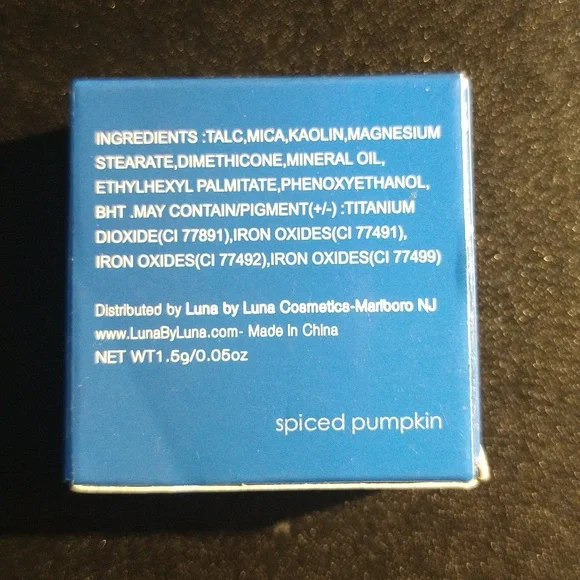 INGREDIENTS :TALC,MICA,KAOLIN,MAGNESIUM
STEARATE,DIMETHICONE,MINERAL OIL,
ETHYLHEXYL PALMITATE,PHENOXYETHANOL,
BHT .MAY CONTAIN/PIGMENT(+/-) :TITANIUM
DIOXIDE(CI 77891),IRON OXIDES(CI 77491),
IRON OXIDES(CI 77492),IRON OXIDES(CI 77499)
Distributed by Luna by Luna Cosmetics-Marlboro NJ
www.LunaByLuna.com- Made in China
NET WT1.5g/0.05oz
spiced pumpkin